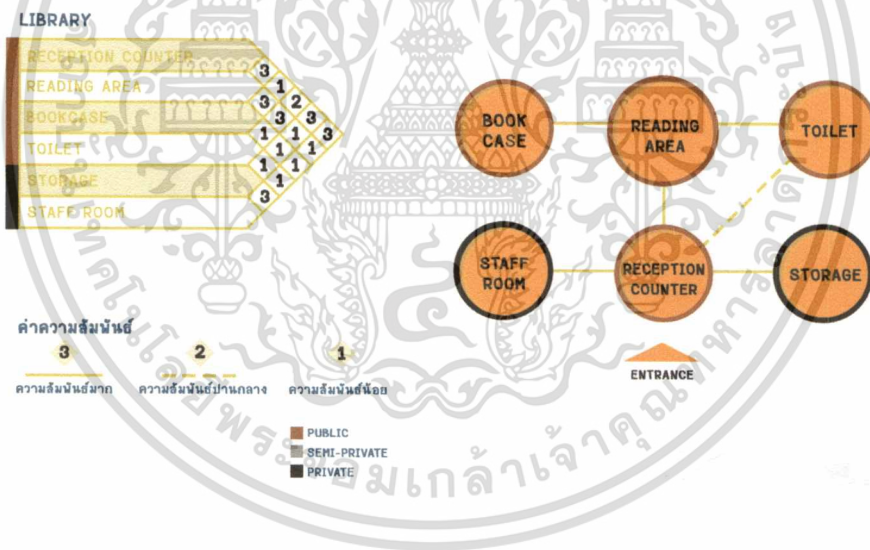 LIBRARY
RECEPTION COUNTER
READING AREA
BOOKCASE
TOILET
STORAGE
STAFF ROOM
3
1
3 2
3 3
1 1 3
1 1
1 1
1
3
BOOK
CASE
READING
AREA
TOILET
STAFF
ROOM
RECEPTION
COUNTER
STORAGE
ENTRANCE
ค่าความสัมพันธ์
3 2 1
ความสัมพันธ์มาก ความสัมพันธ์ปานกลาง ความสัมพันธ์น้อย
PUBLIC
SEMI-PRIVATE
PRIVATE